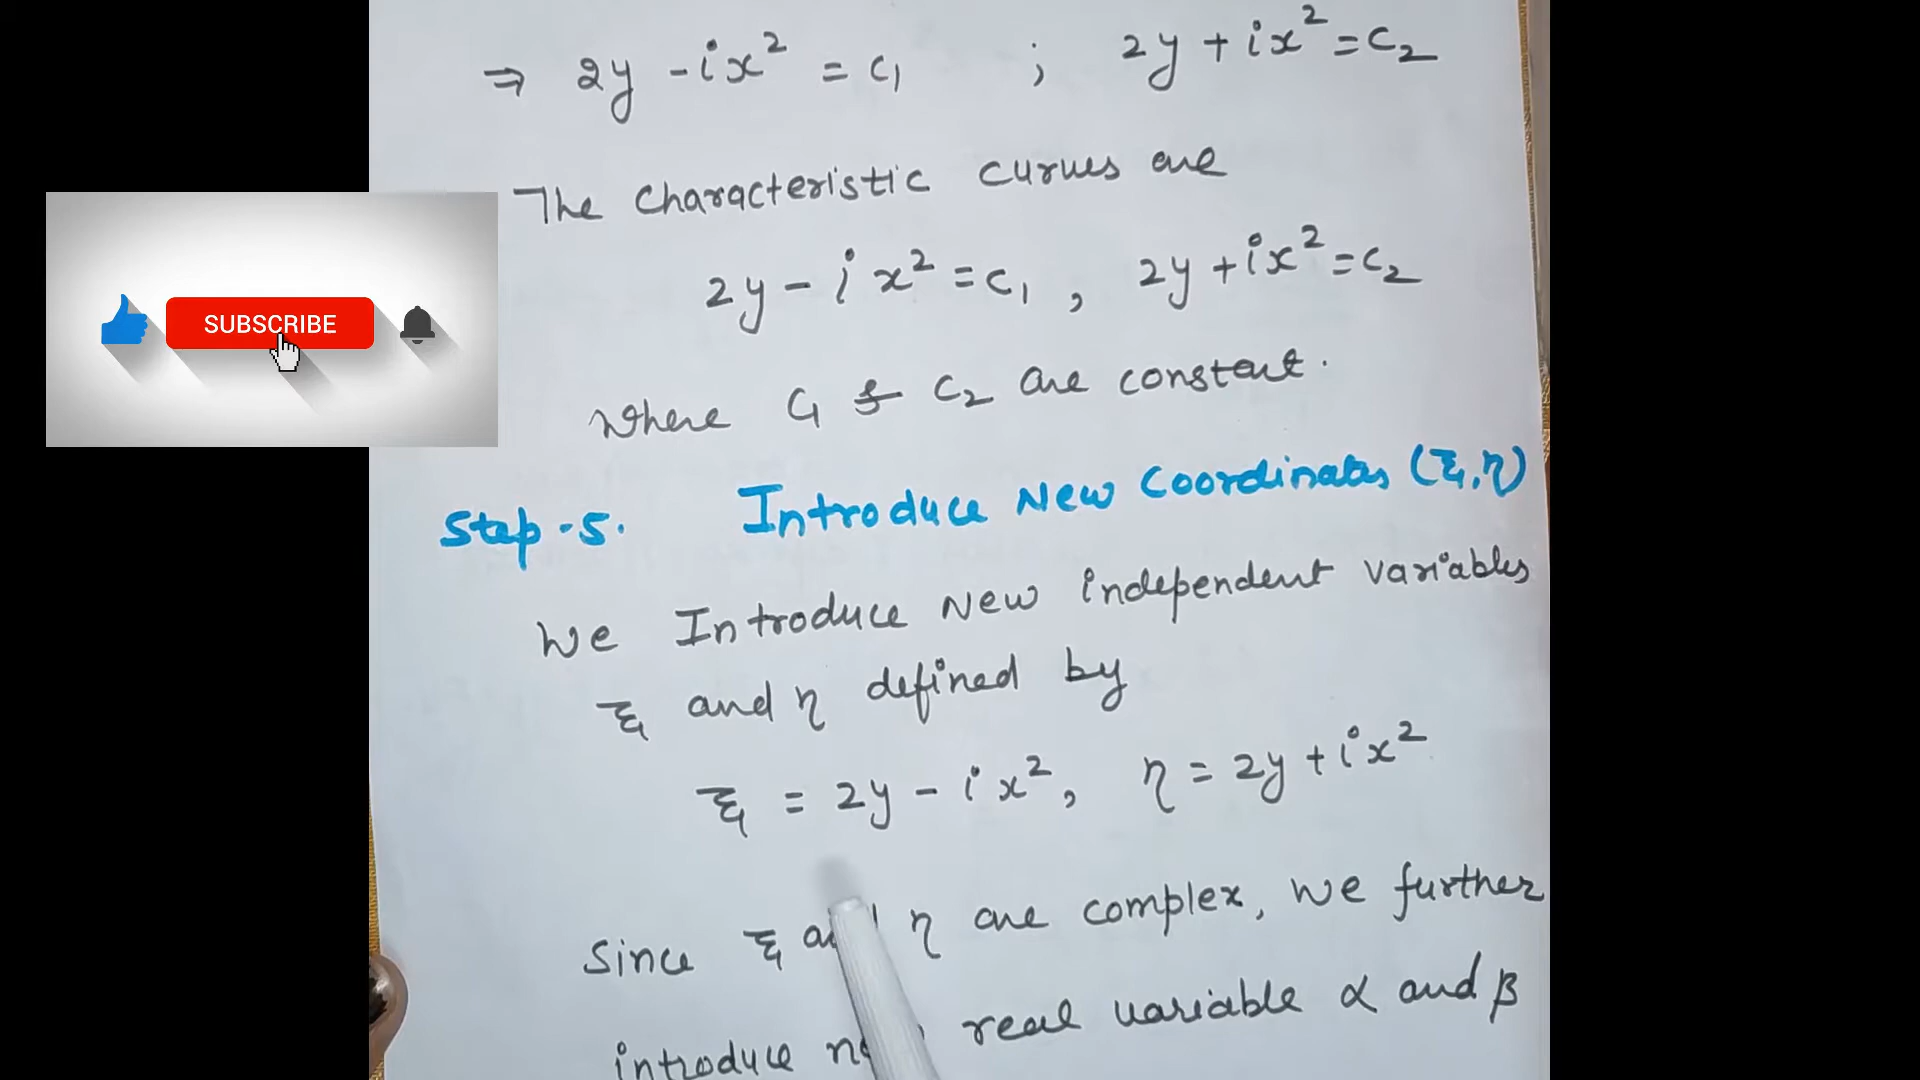 ⇒ 2y - ix² = c₁ ; 2y + ix² = c₂
The characteristic curves are
2y - ix² = c₁ , 2y + ix² = c₂
SUBSCRIBE
where c₁ & c₂ are constant.
Step-5. Introduce New Coordinates (ξ,η)
We Introduce New independent variables
ξ and η defined by
ξ = 2y - ix², η = 2y + ix²
Since ξ and η are complex, we further
introduce real variable α and β